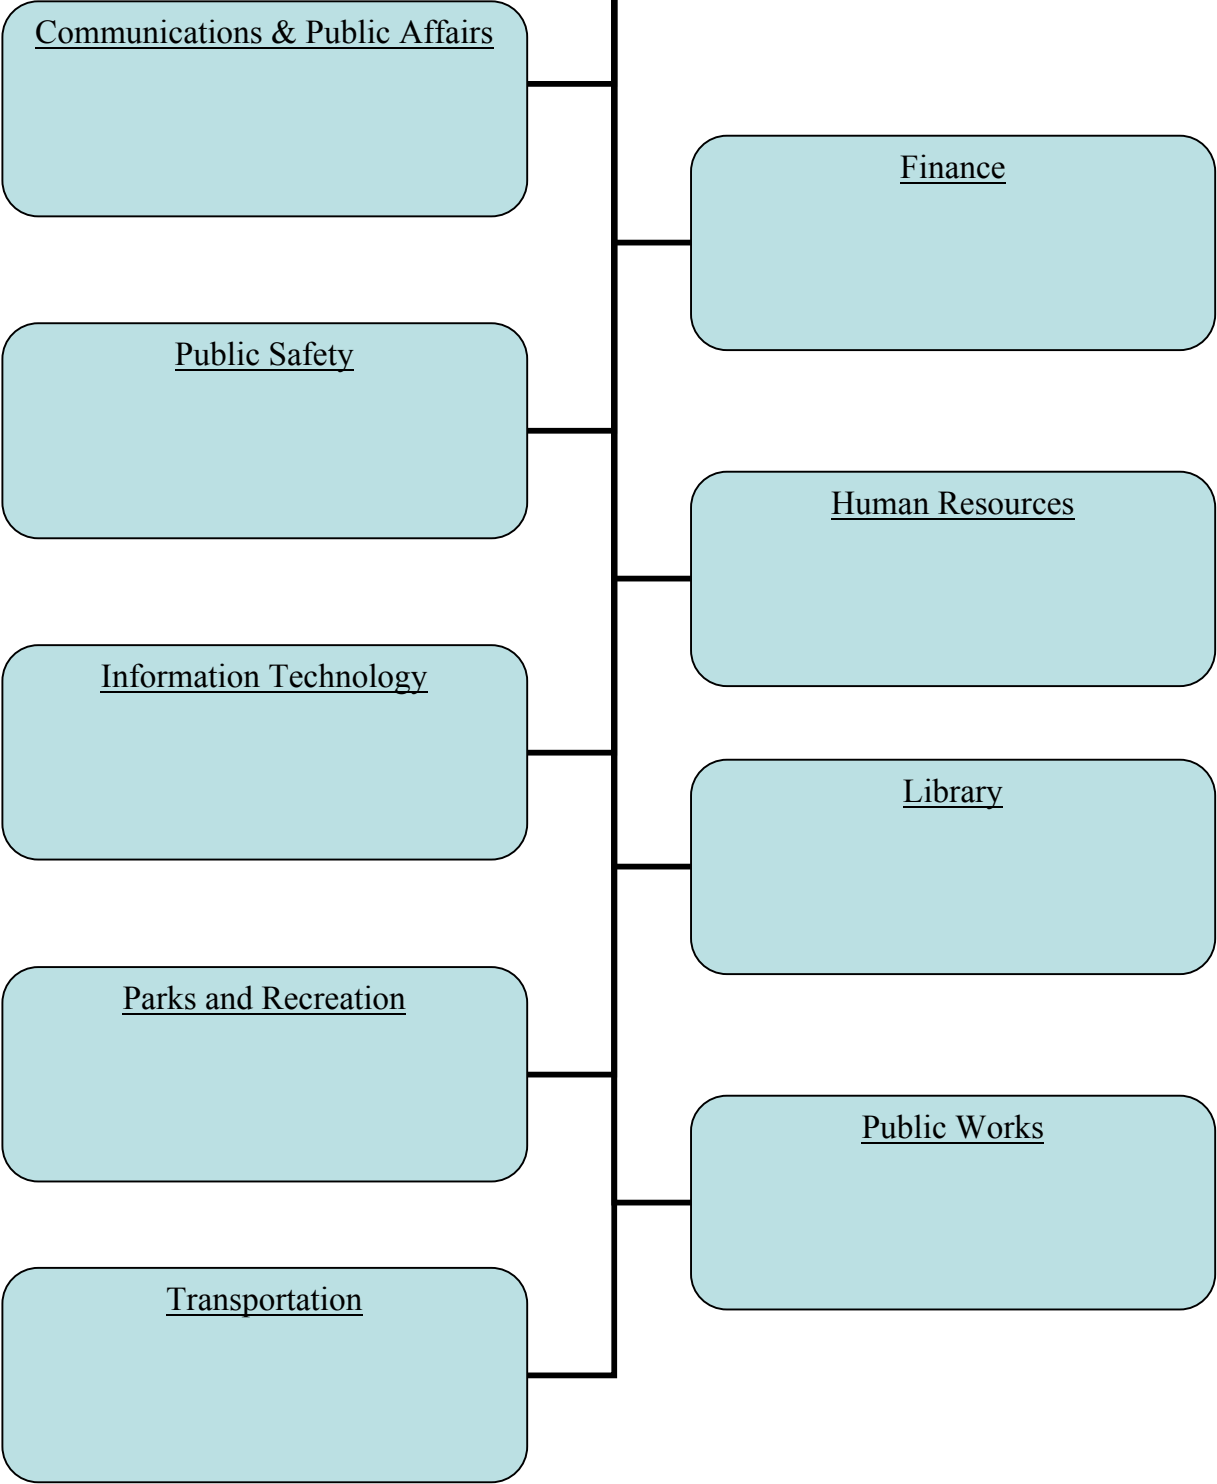 Communications & Public Affairs
Finance
Public Safety
Human Resources
Information Technology
Library
Parks and Recreation
Public Works
Transportation